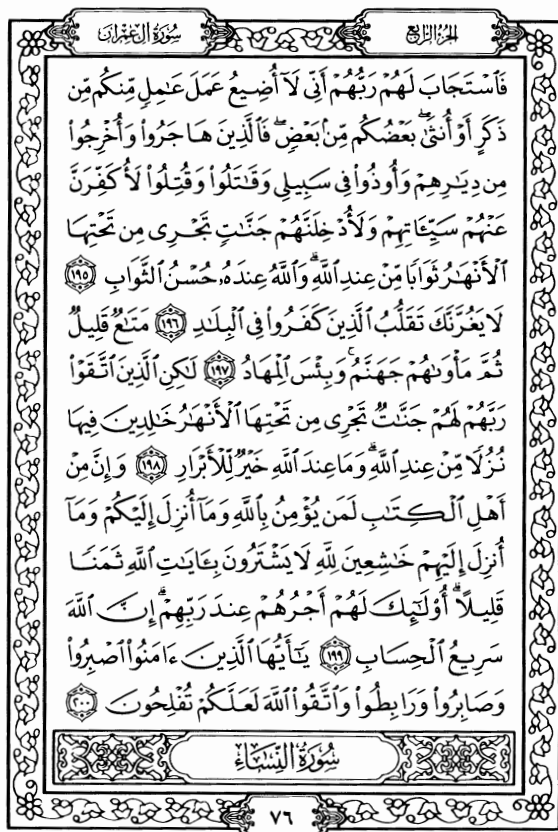 الجزء الرابع
سورة آل عمران
فَٱسْتَجَابَ لَهُمْ رَبُّهُمْ أَنِّى لَآ أُضِيعُ عَمَلَ عَٰمِلٍ مِّنكُم مِّن
ذَكَرٍ أَوْ أُنثَىٰۖ بَعْضُكُم مِّنۢ بَعْضٍۖ فَٱلَّذِينَ هَاجَرُوا۟ وَأُخْرِجُوا۟
مِن دِيَٰرِهِمْ وَأُوذُوا۟ فِى سَبِيلِى وَقَٰتَلُوا۟ وَقُتِلُوا۟ لَأُكَفِّرَنَّ
عَنْهُمْ سَيِّـَٔاتِهِمْ وَلَأُدْخِلَنَّهُمْ جَنَّٰتٍ تَجْرِى مِن تَحْتِهَا
ٱلْأَنْهَٰرُ ثَوَابًا مِّنْ عِندِ ٱللَّهِۗ وَٱللَّهُ عِندَهُۥ حُسْنُ ٱلثَّوَابِ ١٩٥
لَا يَغُرَّنَّكَ تَقَلُّبُ ٱلَّذِينَ كَفَرُوا۟ فِى ٱلْبِلَٰدِ ١٩٦ مَتَٰعٌ قَلِيلٌ
ثُمَّ مَأْوَىٰهُمْ جَهَنَّمُۚ وَبِئْسَ ٱلْمِهَادُ ١٩٧ لَٰكِنِ ٱلَّذِينَ ٱتَّقَوْا۟
رَبَّهُمْ لَهُمْ جَنَّٰتٌ تَجْرِى مِن تَحْتِهَا ٱلْأَنْهَٰرُ خَٰلِدِينَ فِيهَا
نُزُلًا مِّنْ عِندِ ٱللَّهِۗ وَمَا عِندَ ٱللَّهِ خَيْرٌ لِّلْأَبْرَارِ ١٩٨ وَإِنَّ مِنْ
أَهْلِ ٱلْكِتَٰبِ لَمَن يُؤْمِنُ بِٱللَّهِ وَمَآ أُنزِلَ إِلَيْكُمْ وَمَآ
أُنزِلَ إِلَيْهِمْ خَٰشِعِينَ لِلَّهِ لَا يَشْتَرُونَ بِـَٔايَٰتِ ٱللَّهِ ثَمَنًا
قَلِيلًاۗ أُو۟لَٰٓئِكَ لَهُمْ أَجْرُهُمْ عِندَ رَبِّهِمْۗ إِنَّ ٱللَّهَ
سَرِيعُ ٱلْحِسَابِ ١٩٩ يَٰٓأَيُّهَا ٱلَّذِينَ ءَامَنُوا۟ ٱصْبِرُوا۟
وَصَابِرُوا۟ وَرَابِطُوا۟ وَٱتَّقُوا۟ ٱللَّهَ لَعَلَّكُمْ تُفْلِحُونَ ٢٠٠
سُورَةُ النِّسَاءِ
٧٦